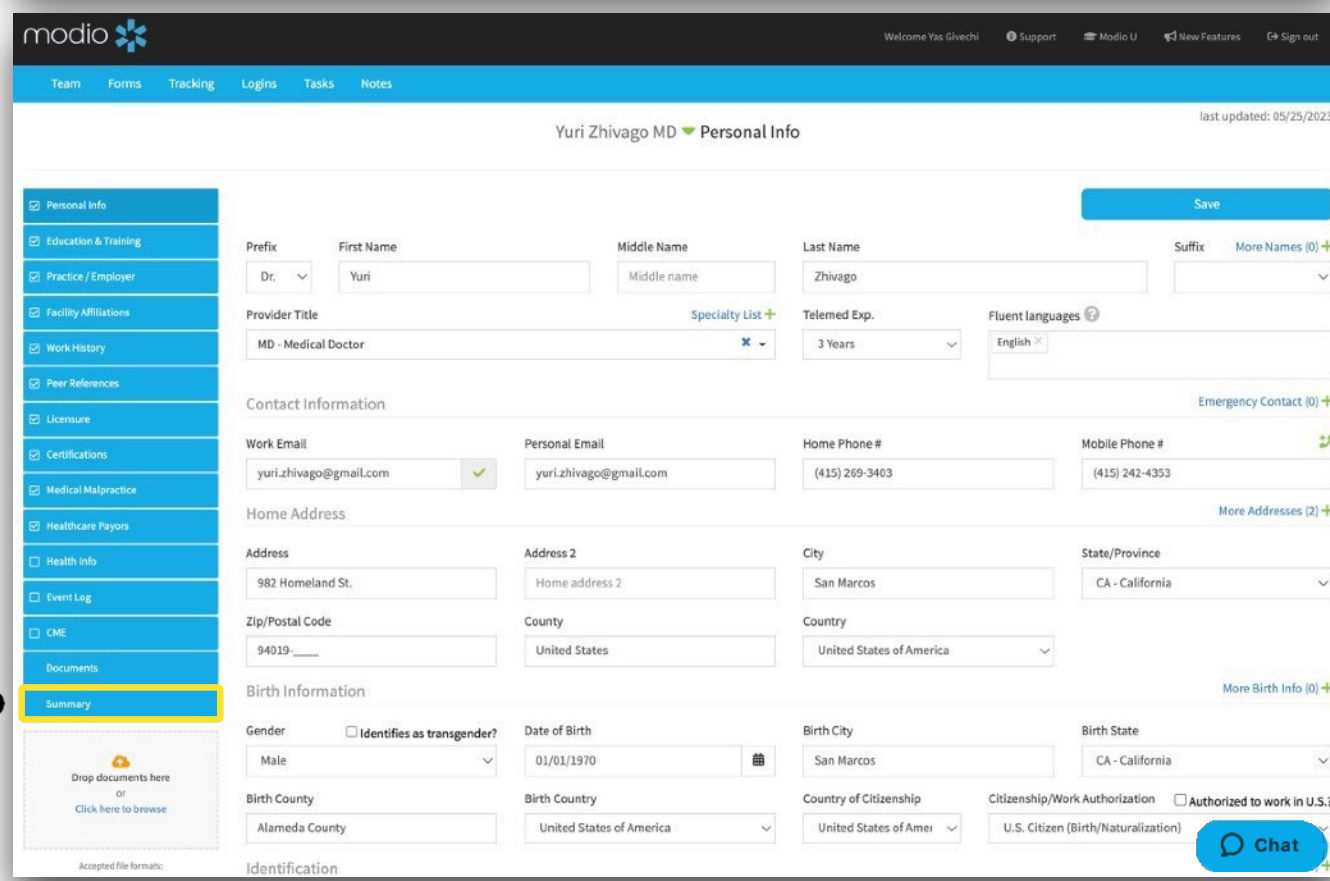 modio
Welcome Yas Givechi Support Modio U New Features Sign out
Team Forms Tracking Logins Tasks Notes
last updated: 05/25/2023
Yuri Zhivago MD Personal Info
Personal Info
Education & Training
Practice / Employer
Facility Affiliations
Work History
Peer References
Licensure
Certifications
Medical Malpractice
Healthcare Payors
Health Info
Event Log
CME
Documents
Summary
Drop documents here
or
Click here to browse
Accepted file formats:
Save
Prefix First Name Middle Name Last Name Suffix More Names (0) +
Dr. Yuri Middle name Zhivago
Provider Title Specialty List + Telemed Exp. Fluent languages ?
MD - Medical Doctor 3 Years English ×
Contact Information Emergency Contact (0) +
Work Email Personal Email Home Phone # Mobile Phone #
yuri.zhivago@gmail.com yuri.zhivago@gmail.com (415) 269-3403 (415) 242-4353
Home Address More Addresses (2) +
Address Address 2 City State/Province
982 Homeland St. Home address 2 San Marcos CA - California
Zip/Postal Code County Country
94019-____ United States United States of America
Birth Information More Birth Info (0) +
Gender Identifies as transgender? Date of Birth Birth City Birth State
Male 01/01/1970 San Marcos CA - California
Birth County Birth Country Country of Citizenship Citizenship/Work Authorization Authorized to work in U.S.?
Alameda County United States of America United States of Amer U.S. Citizen (Birth/Naturalization)
Chat
Identification